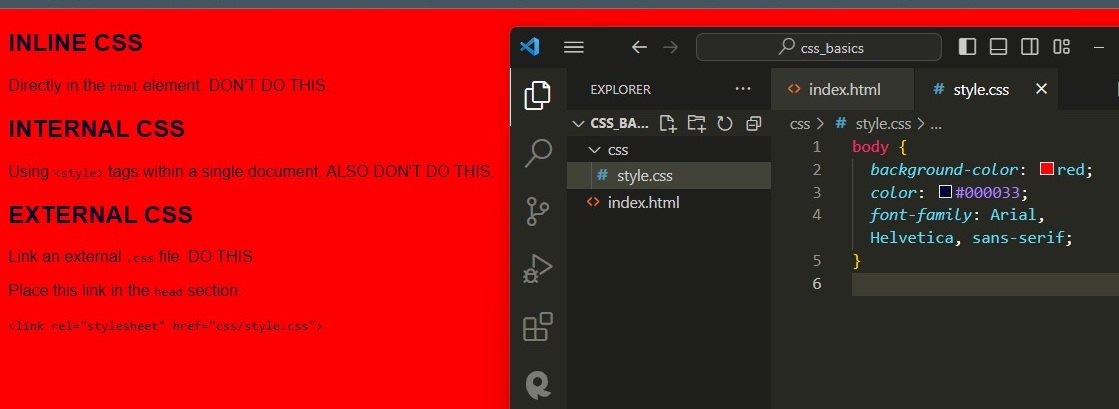 INLINE CSS
Directly in the html element. DON'T DO THIS.
INTERNAL CSS
Using <style> tags within a single document. ALSO DON'T DO THIS.
EXTERNAL CSS
Link an external .css file. DO THIS.
Place this link in the head section:
<link rel="stylesheet" href="css/style.css">
css_basics
EXPLORER
CSS_BA...
css
# style.css
<> index.html
<> index.html
# style.css
css > # style.css > ...
1 body {
2 background-color: red;
3 color: #000033;
4 font-family: Arial,
Helvetica, sans-serif;
5 }
6